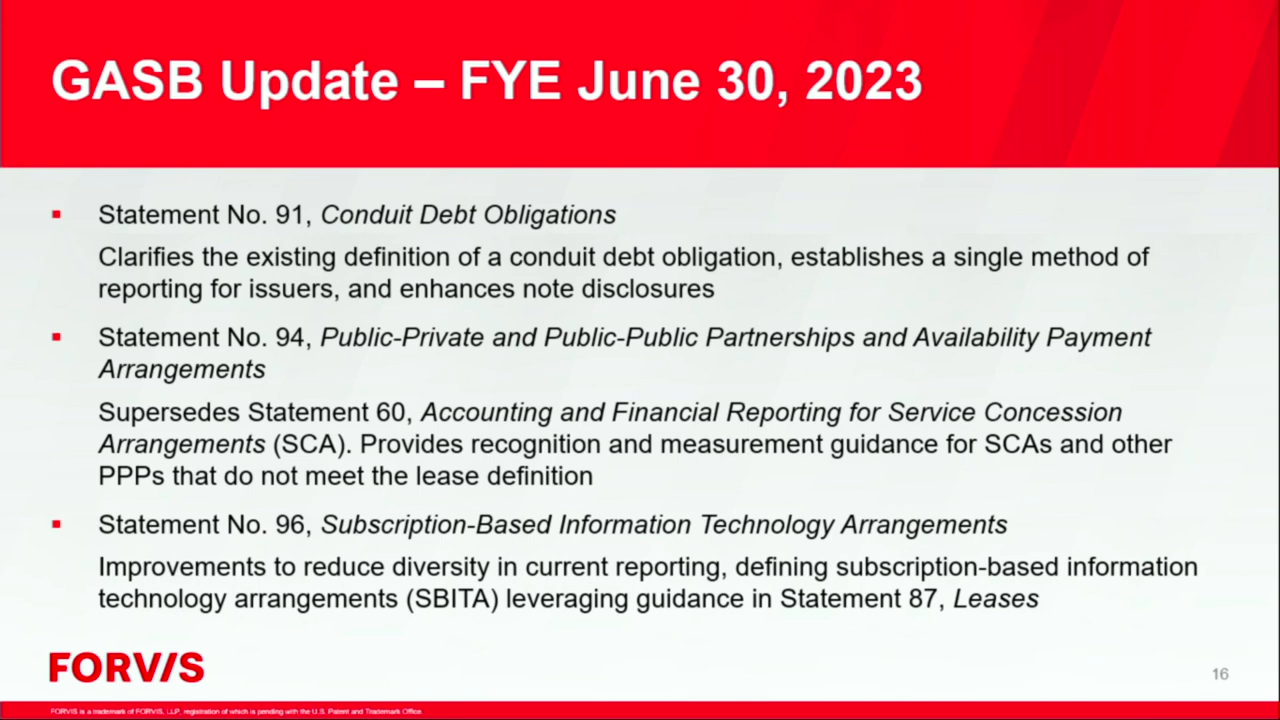 GASB Update – FYE June 30, 2023
▪ Statement No. 91, Conduit Debt Obligations
Clarifies the existing definition of a conduit debt obligation, establishes a single method of
reporting for issuers, and enhances note disclosures
▪ Statement No. 94, Public-Private and Public-Public Partnerships and Availability Payment
Arrangements
Supersedes Statement 60, Accounting and Financial Reporting for Service Concession
Arrangements (SCA). Provides recognition and measurement guidance for SCAs and other
PPPs that do not meet the lease definition
▪ Statement No. 96, Subscription-Based Information Technology Arrangements
Improvements to reduce diversity in current reporting, defining subscription-based information
technology arrangements (SBITA) leveraging guidance in Statement 87, Leases
FORVIS
16
FORVIS is a trademark of FORVIS, LLP, registration of which is pending with the U.S. Patent and Trademark Office.